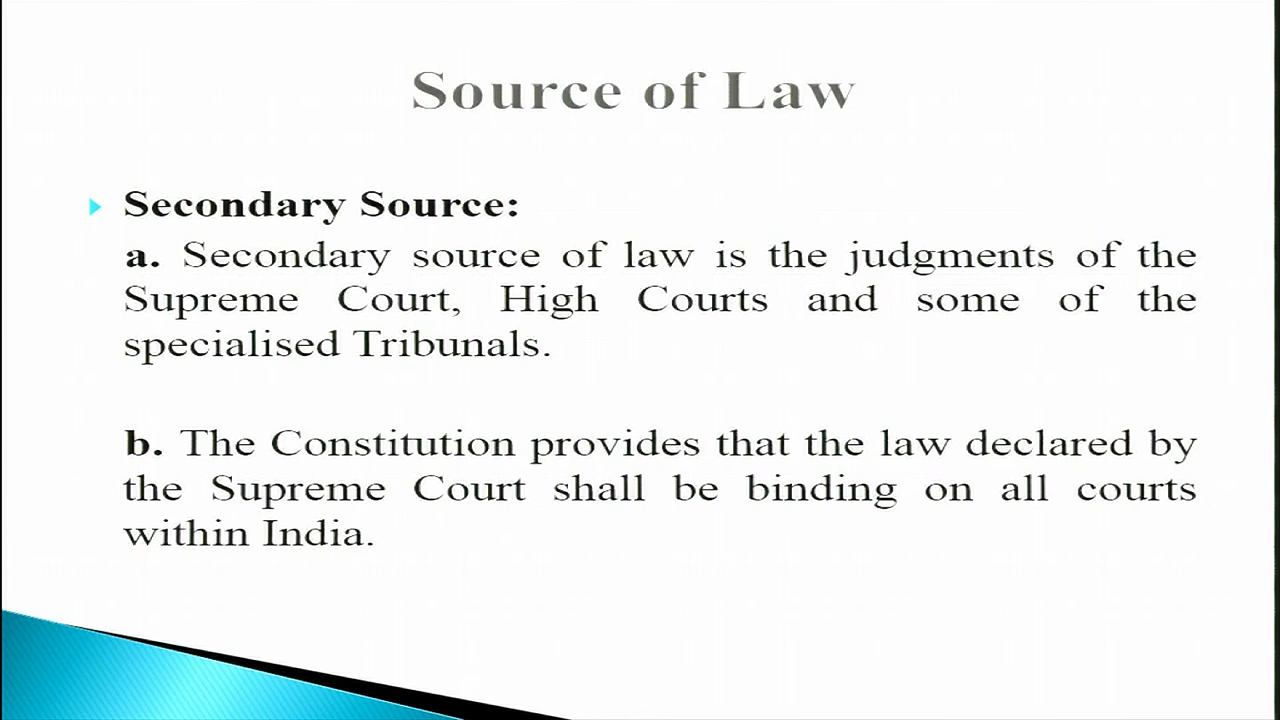 Source of Law
Secondary Source:
a. Secondary source of law is the judgments of the
Supreme Court, High Courts and some of the
specialised Tribunals.
b. The Constitution provides that the law declared by
the Supreme Court shall be binding on all courts
within India.